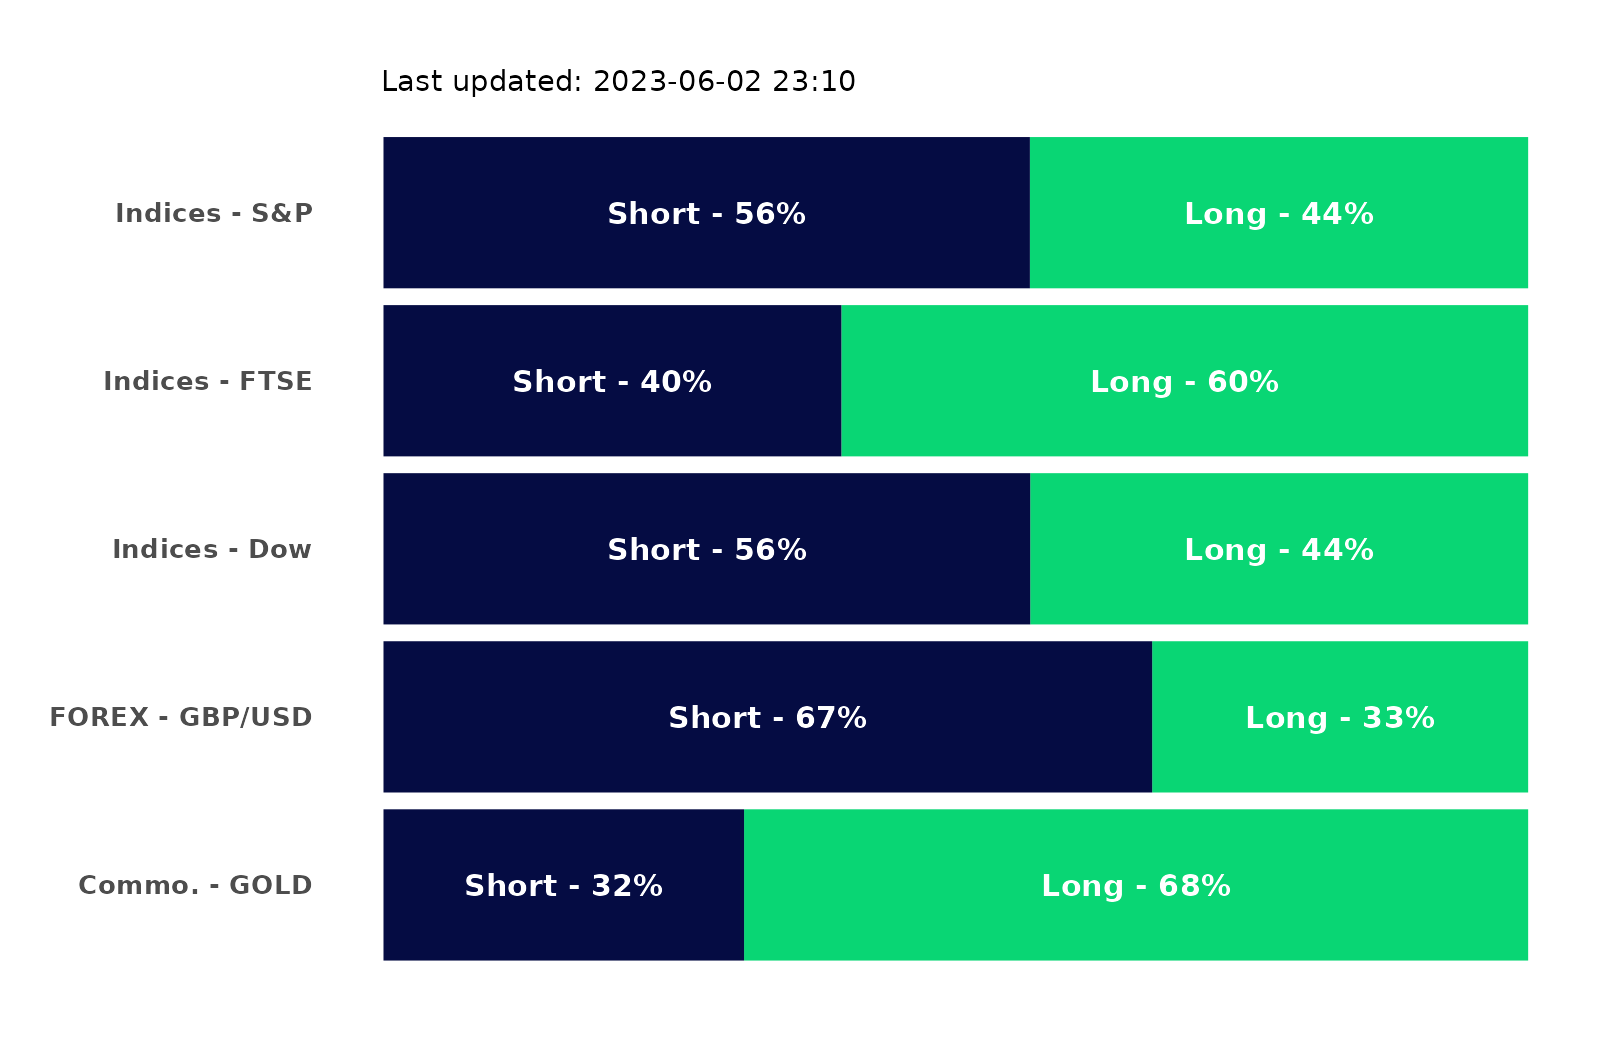 Last updated: 2023-06-02 23:10
Indices - S&P
Short - 56%
Long - 44%
Indices - FTSE
Short - 40%
Long - 60%
Indices - Dow
Short - 56%
Long - 44%
FOREX - GBP/USD
Short - 67%
Long - 33%
Commo. - GOLD
Short - 32%
Long - 68%